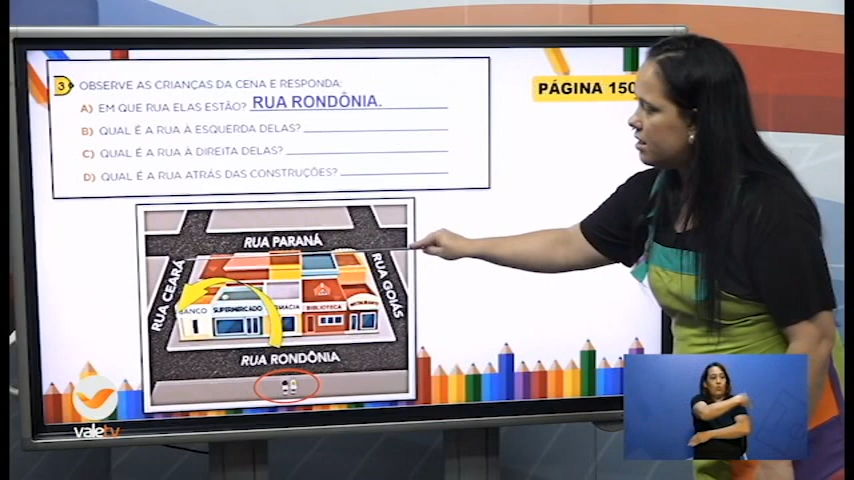 3 OBSERVE AS CRIANÇAS DA CENA E RESPONDA:
A) EM QUE RUA ELAS ESTÃO? RUA RONDÔNIA.
B) QUAL É A RUA À ESQUERDA DELAS?
C) QUAL É A RUA À DIREITA DELAS?
D) QUAL É A RUA ATRÁS DAS CONSTRUÇÕES?
PÁGINA 150
RUA PARANÁ
RUA CEARÁ
RUA GOIÁS
BANCO
SUPERMERCADO
FARMACIA
BIBLIOTECA
RUA RONDÔNIA
valetv